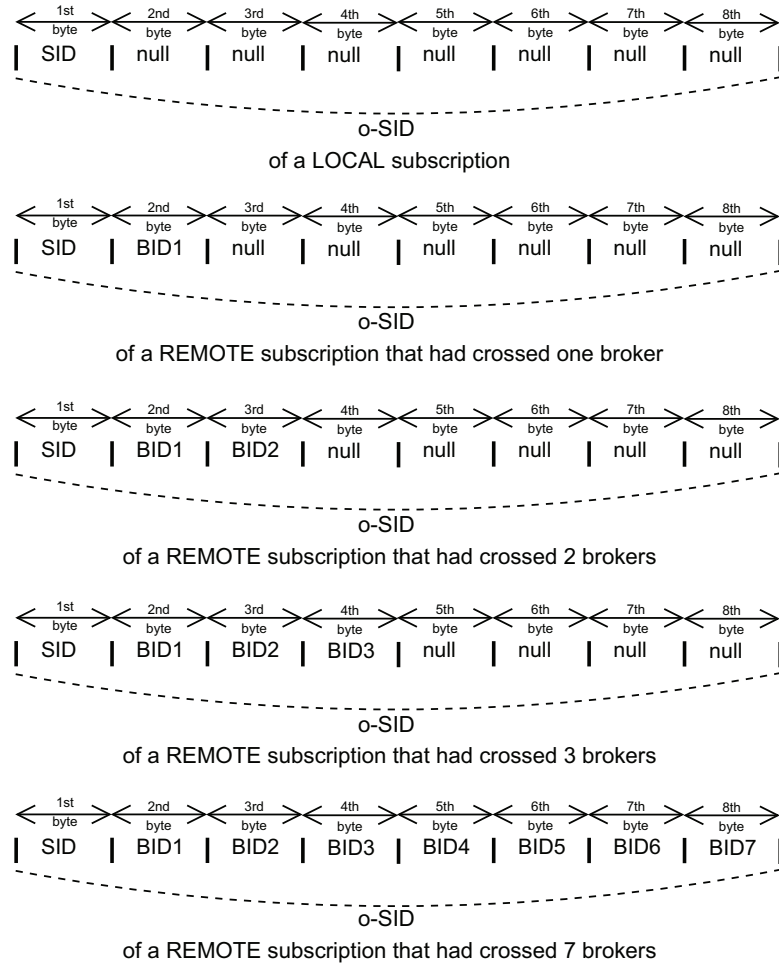 1st 2nd 3rd 4th 5th 6th 7th 8th
byte byte byte byte byte byte byte byte
SID null null null null null null null
o-SID
of a LOCAL subscription
1st 2nd 3rd 4th 5th 6th 7th 8th
byte byte byte byte byte byte byte byte
SID BID1 null null null null null null
o-SID
of a REMOTE subscription that had crossed one broker
1st 2nd 3rd 4th 5th 6th 7th 8th
byte byte byte byte byte byte byte byte
SID BID1 BID2 null null null null null
o-SID
of a REMOTE subscription that had crossed 2 brokers
1st 2nd 3rd 4th 5th 6th 7th 8th
byte byte byte byte byte byte byte byte
SID BID1 BID2 BID3 null null null null
o-SID
of a REMOTE subscription that had crossed 3 brokers
1st 2nd 3rd 4th 5th 6th 7th 8th
byte byte byte byte byte byte byte byte
SID BID1 BID2 BID3 BID4 BID5 BID6 BID7
o-SID
of a REMOTE subscription that had crossed 7 brokers